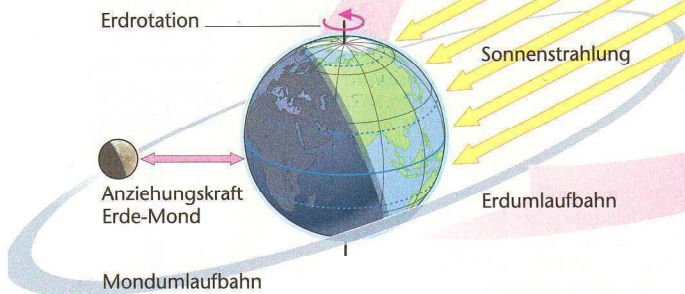 Erdrotation
Sonnenstrahlung
Anziehungskraft
Erde-Mond
Erdumlaufbahn
Mondumlaufbahn